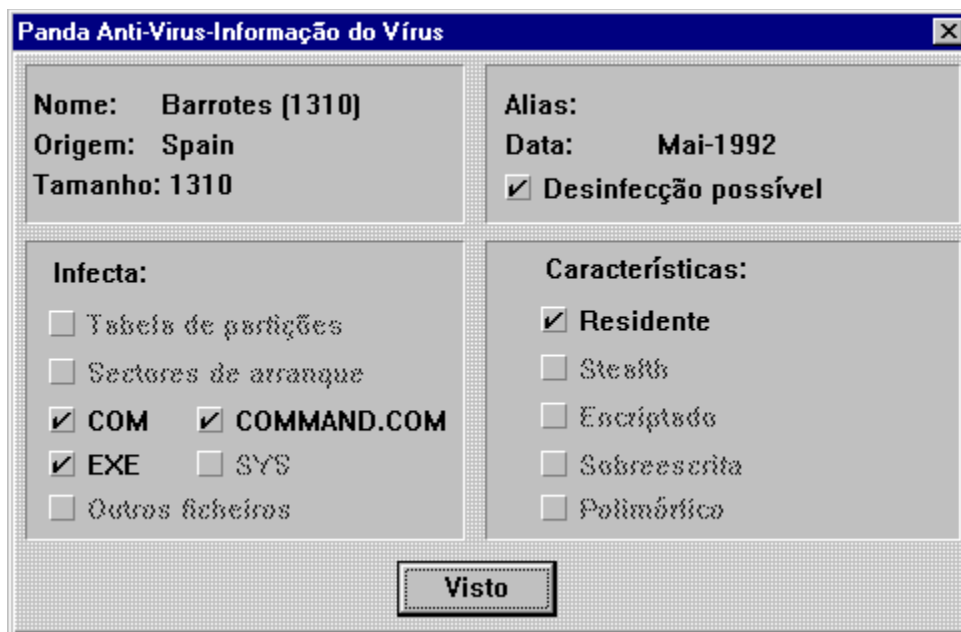 Panda Anti-Virus-Informação do Vírus
Nome: Barrotes (1310)
Origem: Spain
Tamanho: 1310
Alias:
Data: Mai-1992
Desinfecção possível
Infecta:
Tabela de partições
Sectores de arranque
COM COMMAND.COM
EXE SYS
Outros ficheiros
Características:
Residente
Stealth
Encriptado
Sobreescrita
Polimórfico
Visto